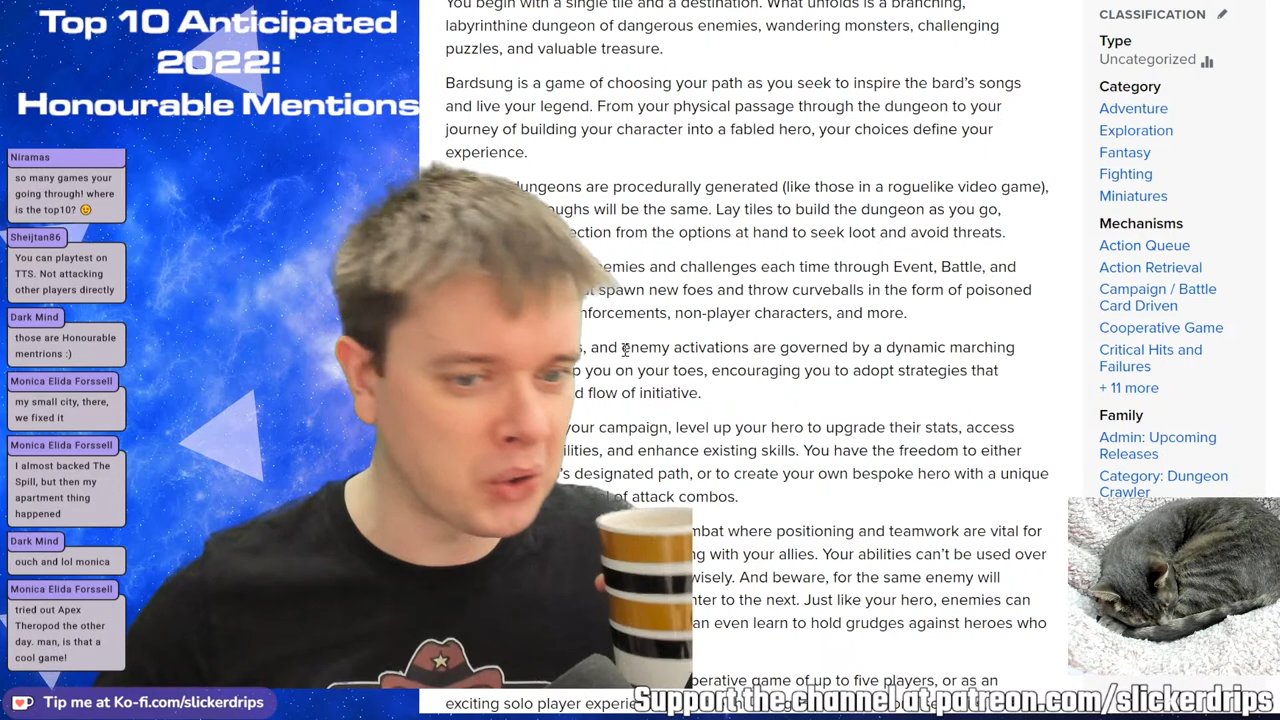 Top 10 Anticipated
2022!
Honourable Mentions
Niramas
so many games your
going through! where
is the top10?
Sheijtan86
You can playtest on
TTS. Not attacking
other players directly
Dark Mind
those are Honourable
mentrions :)
Monica Elida Forssell
my small city, there,
we fixed it
Monica Elida Forssell
I almost backed The
Spill, but then my
apartment thing
happened
Dark Mind
ouch and lol monica
Monica Elida Forssell
tried out Apex
Theropod the other
day. man, is that a
cool game!
Tip me at Ko-fi.com/slickerdrips
You begin with a single tile and a destination. What unfolds is a branching,
labyrinthine dungeon of dangerous enemies, wandering monsters, challenging
puzzles, and valuable treasure.
Bardsung is a game of choosing your path as you seek to inspire the bard's songs
and live your legend. From your physical passage through the dungeon to your
journey of building your character into a fabled hero, your choices define your
experience.
dungeons are procedurally generated (like those in a roguelike video game),
will be the same. Lay tiles to build the dungeon as you go,
from the options at hand to seek loot and avoid threats.
and challenges each time through Event, Battle, and
spawn new foes and throw curveballs in the form of poisoned
non-player characters, and more.
and enemy activations are governed by a dynamic marching
you on your toes, encouraging you to adopt strategies that
flow of initiative.
your campaign, level up your hero to upgrade their stats, access
and enhance existing skills. You have the freedom to either
designated path, or to create your own bespoke hero with a unique
of attack combos.
where positioning and teamwork are vital for
with your allies. Your abilities can't be used over
wisely. And beware, for the same enemy will
to the next. Just like your hero, enemies can
even learn to hold grudges against heroes who
game of up to five players, or as an
exciting solo player
CLASSIFICATION
Type
Uncategorized
Category
Adventure
Exploration
Fantasy
Fighting
Miniatures
Mechanisms
Action Queue
Action Retrieval
Campaign / Battle
Card Driven
Cooperative Game
Critical Hits and
Failures
+ 11 more
Family
Admin: Upcoming
Releases
Category: Dungeon
Crawler
Support the channel at patreon.com/slickerdrips